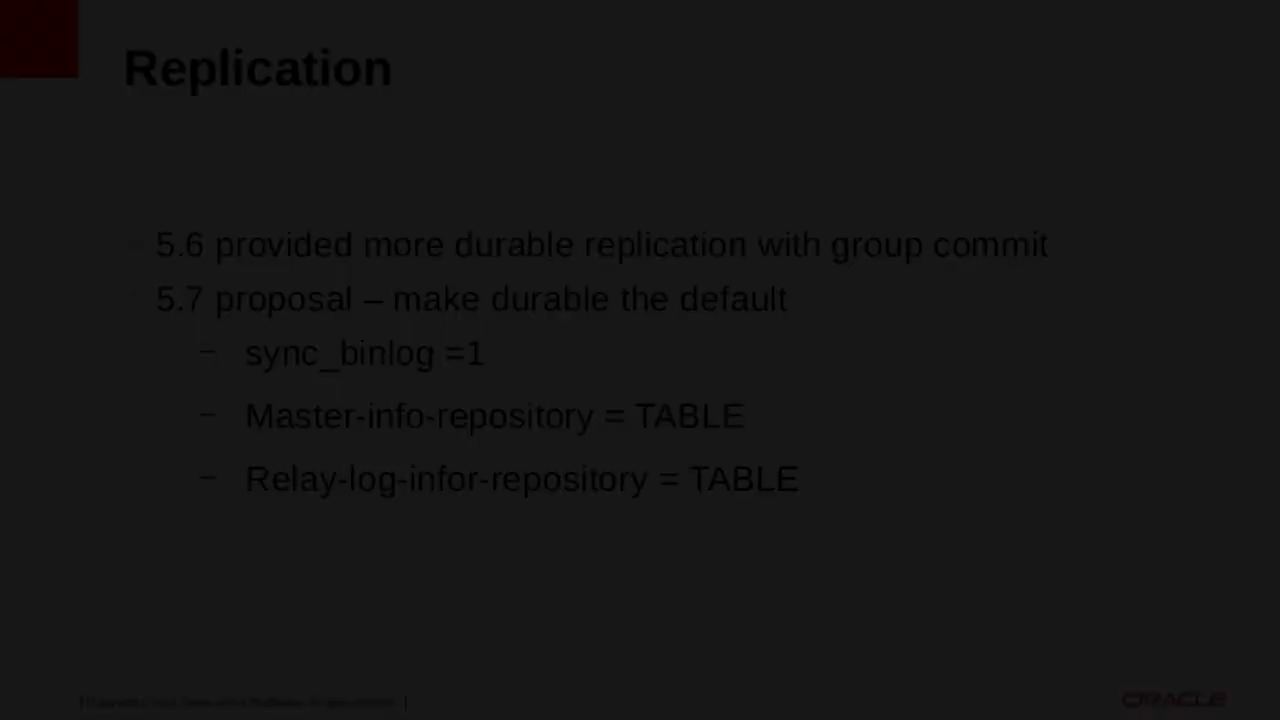 Replication
5.6 provided more durable replication with group commit
5.7 proposal – make durable the default
– sync_binlog =1
– Master-info-repository = TABLE
– Relay-log-infor-repository = TABLE
ORACLE